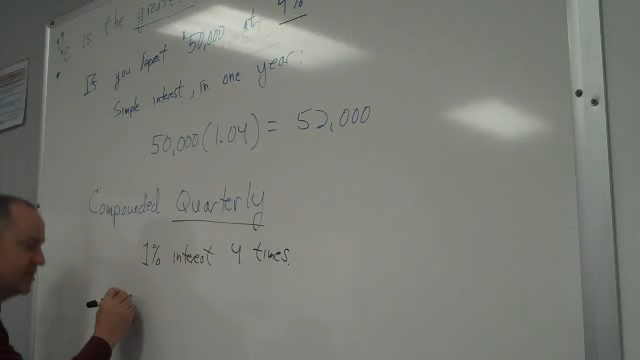 is the great
If you deposit $50,000 at 4%
Simple interest, in one year:
50,000(1.04) = 52,000
Compounded Quarterly
1% interest 4 times.